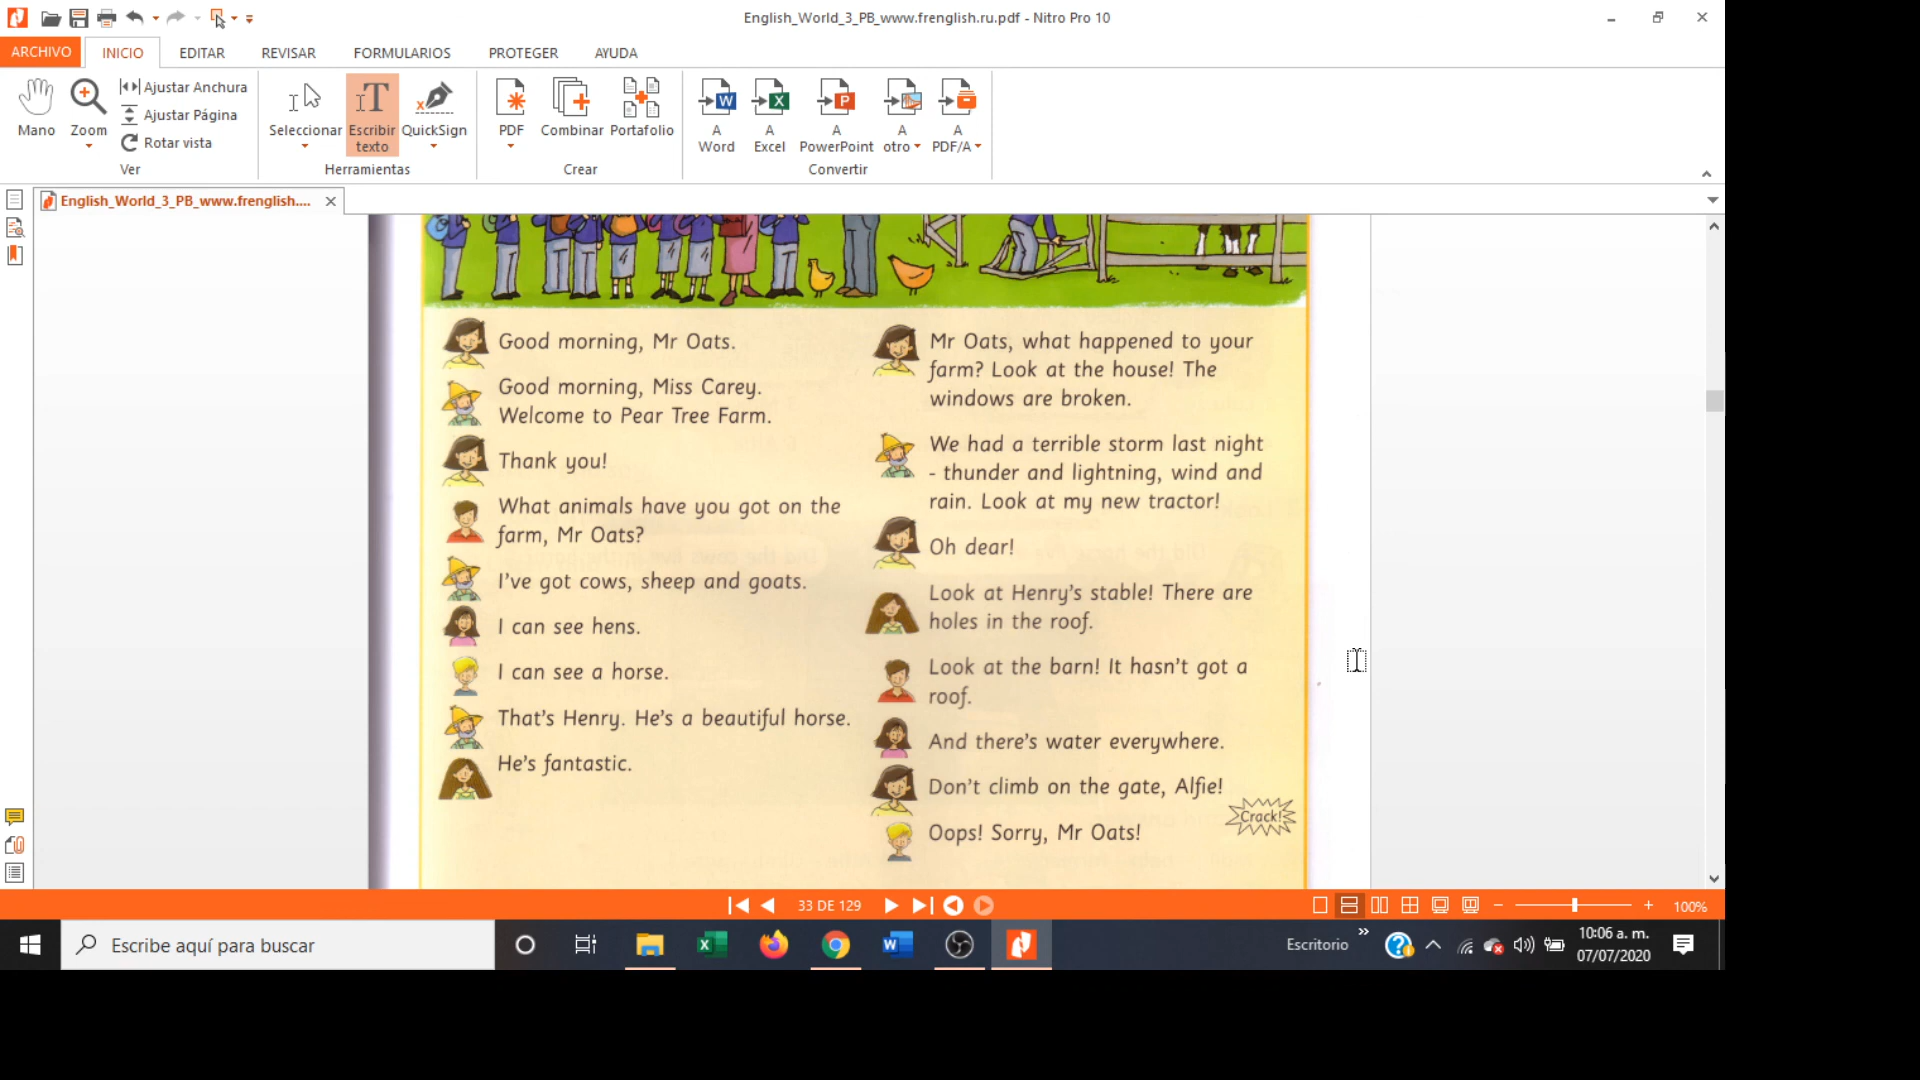 English_World_3_PB_www.frenglish.ru.pdf - Nitro Pro 10
ARCHIVO
INICIO
EDITAR
REVISAR
FORMULARIOS
PROTEGER
AYUDA
Mano
Zoom
Ajustar Anchura
Ajustar Página
Rotar vista
Ver
Seleccionar
Escribir
texto
QuickSign
Herramientas
PDF
Combinar
Portafolio
Crear
A
Word
A
Excel
A
PowerPoint
A
otro
A
PDF/A
Convertir
English_World_3_PB_www.frenglish....
Good morning, Mr Oats.
Good morning, Miss Carey.
Welcome to Pear Tree Farm.
Thank you!
What animals have you got on the
farm, Mr Oats?
I've got cows, sheep and goats.
I can see hens.
I can see a horse.
That's Henry. He's a beautiful horse.
He's fantastic.
Mr Oats, what happened to your
farm? Look at the house! The
windows are broken.
We had a terrible storm last night
- thunder and lightning, wind and
rain. Look at my new tractor!
Oh dear!
Look at Henry's stable! There are
holes in the roof.
Look at the barn! It hasn't got a
roof.
And there's water everywhere.
Don't climb on the gate, Alfie!
Crack!
Oops! Sorry, Mr Oats!
33 DE 129
100%
Escribe aquí para buscar
Escritorio
10:06 a. m.
07/07/2020